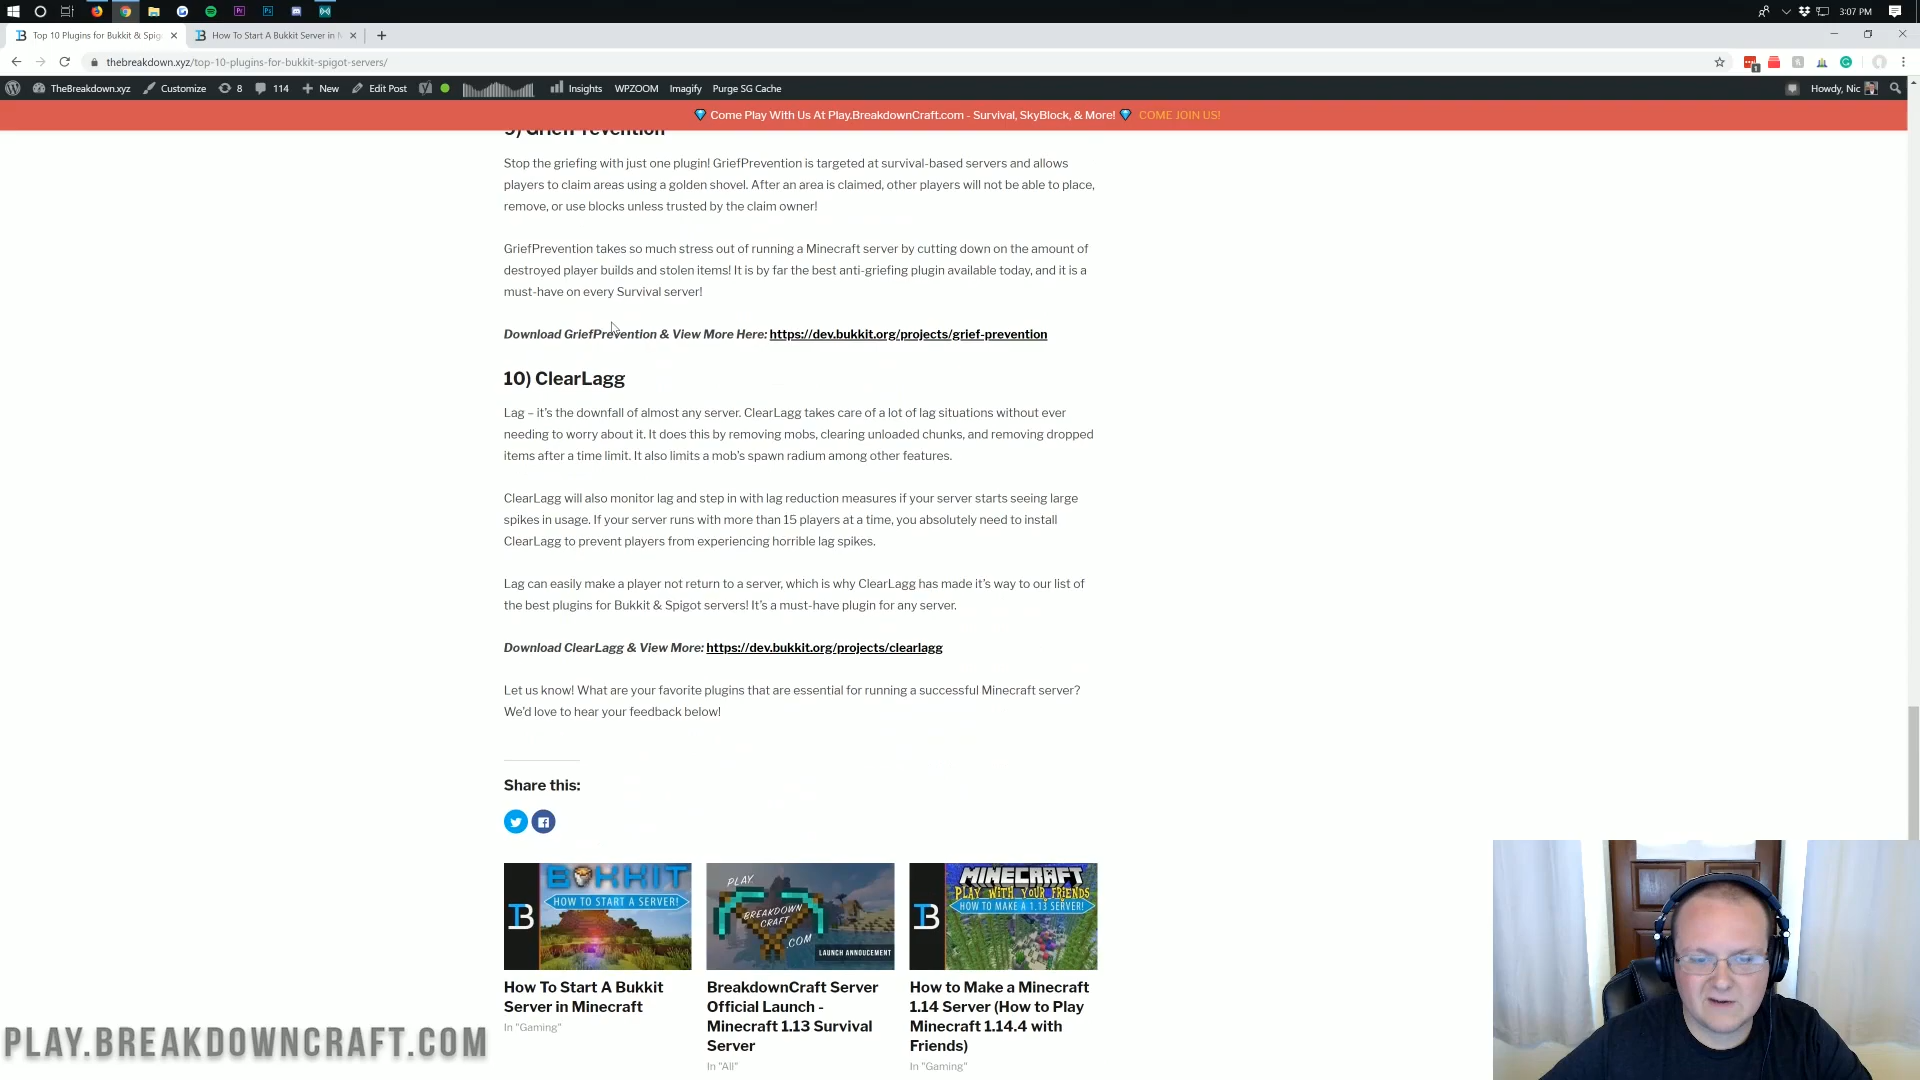 3:07 PM
Top 10 Plugins for Bukkit & Spig
How To Start A Bukkit Server in
thebreakdown.xyz/top-10-plugins-for-bukkit-spigot-servers/
TheBreakdown.xyz Customize 8 114 New Edit Post Insights WPZOOM Imagify Purge SG Cache Howdy, Nic
Come Play With Us At Play.BreakdownCraft.com - Survival, SkyBlock, & More! COME JOIN US!
9) GriefPrevention
Stop the griefing with just one plugin! GriefPrevention is targeted at survival-based servers and allows
players to claim areas using a golden shovel. After an area is claimed, other players will not be able to place,
remove, or use blocks unless trusted by the claim owner!
GriefPrevention takes so much stress out of running a Minecraft server by cutting down on the amount of
destroyed player builds and stolen items! It is by far the best anti-griefing plugin available today, and it is a
must-have on every Survival server!
Download GriefPrevention & View More Here: https://dev.bukkit.org/projects/grief-prevention
10) ClearLagg
Lag – it's the downfall of almost any server. ClearLagg takes care of a lot of lag situations without ever
needing to worry about it. It does this by removing mobs, clearing unloaded chunks, and removing dropped
items after a time limit. It also limits a mob's spawn radium among other features.
ClearLagg will also monitor lag and step in with lag reduction measures if your server starts seeing large
spikes in usage. If your server runs with more than 15 players at a time, you absolutely need to install
ClearLagg to prevent players from experiencing horrible lag spikes.
Lag can easily make a player not return to a server, which is why ClearLagg has made it's way to our list of
the best plugins for Bukkit & Spigot servers! It's a must-have plugin for any server.
Download ClearLagg & View More: https://dev.bukkit.org/projects/clearlagg
Let us know! What are your favorite plugins that are essential for running a successful Minecraft server?
We'd love to hear your feedback below!
Share this:
BUKKIT
HOW TO START A SERVER!
PLAY.
BREAKDOWN
CRAFT
.COM
LAUNCH ANNOUCEMENT
MINECRAFT
PLAY WITH YOUR FRIENDS
HOW TO MAKE A 1.13 SERVER!
How To Start A Bukkit
Server in Minecraft
In "Gaming"
BreakdownCraft Server
Official Launch -
Minecraft 1.13 Survival
Server
In "All"
How to Make a Minecraft
1.14 Server (How to Play
Minecraft 1.14.4 with
Friends)
In "Gaming"
PLAY.BREAKDOWNCRAFT.COM